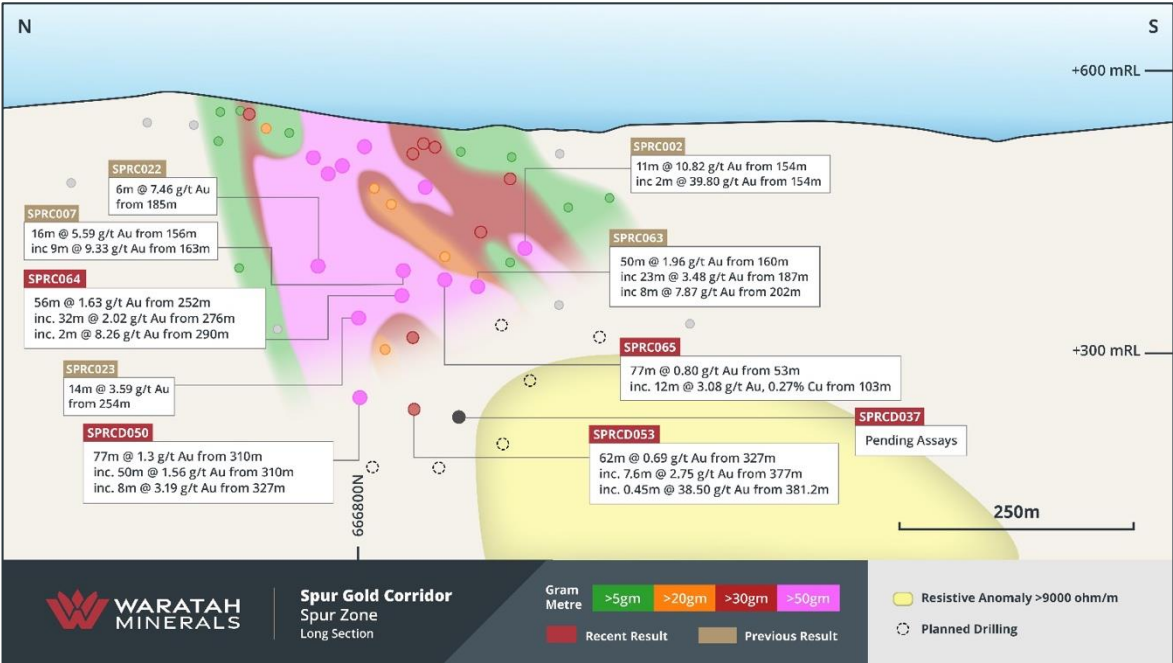 N
S
+600 mRL
SPRC002
11m @ 10.82 g/t Au from 154m
inc 2m @ 39.80 g/t Au from 154m
SPRC022
6m @ 7.46 g/t Au
from 185m
SPRC007
16m @ 5.59 g/t Au from 156m
inc 9m @ 9.33 g/t Au from 163m
SPRC063
50m @ 1.96 g/t Au from 160m
inc 23m @ 3.48 g/t Au from 187m
inc 8m @ 7.87 g/t Au from 202m
SPRC064
56m @ 1.63 g/t Au from 252m
inc. 32m @ 2.02 g/t Au from 276m
inc. 2m @ 8.26 g/t Au from 290m
+300 mRL
SPRC065
77m @ 0.80 g/t Au from 53m
inc. 12m @ 3.08 g/t Au, 0.27% Cu from 103m
SPRC023
14m @ 3.59 g/t Au
from 254m
SPRCD037
Pending Assays
SPRCD050
77m @ 1.3 g/t Au from 310m
inc. 50m @ 1.56 g/t Au from 310m
inc. 8m @ 3.19 g/t Au from 327m
SPRCD053
62m @ 0.69 g/t Au from 327m
inc. 7.6m @ 2.75 g/t Au from 377m
inc. 0.45m @ 38.50 g/t Au from 381.2m
666800N
250m
WARATAH
MINERALS
Spur Gold Corridor
Spur Zone
Long Section
Gram
Metre
>5gm
>20gm
>30gm
>50gm
Recent Result
Previous Result
Resistive Anomaly >9000 ohm/m
Planned Drilling